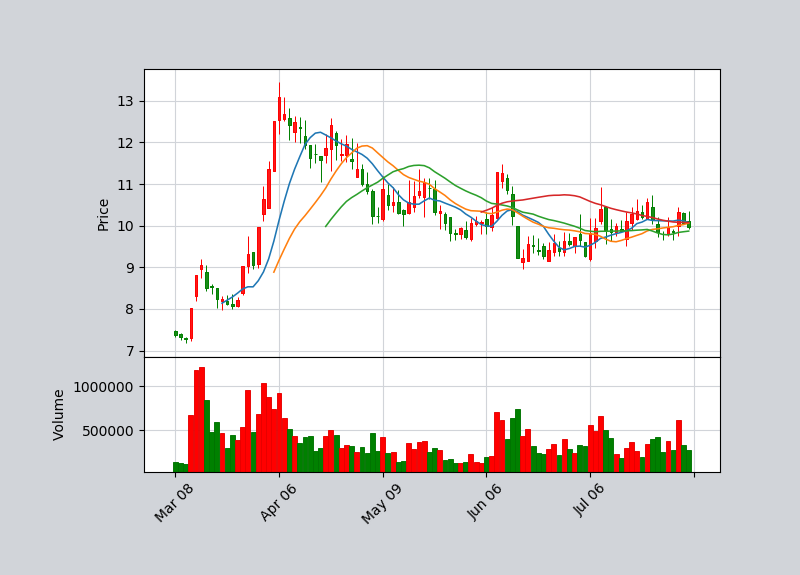 Price
13
12
11
10
9
8
7
Volume
1000000
500000
Mar 08
Apr 06
May 09
Jun 06
Jul 06